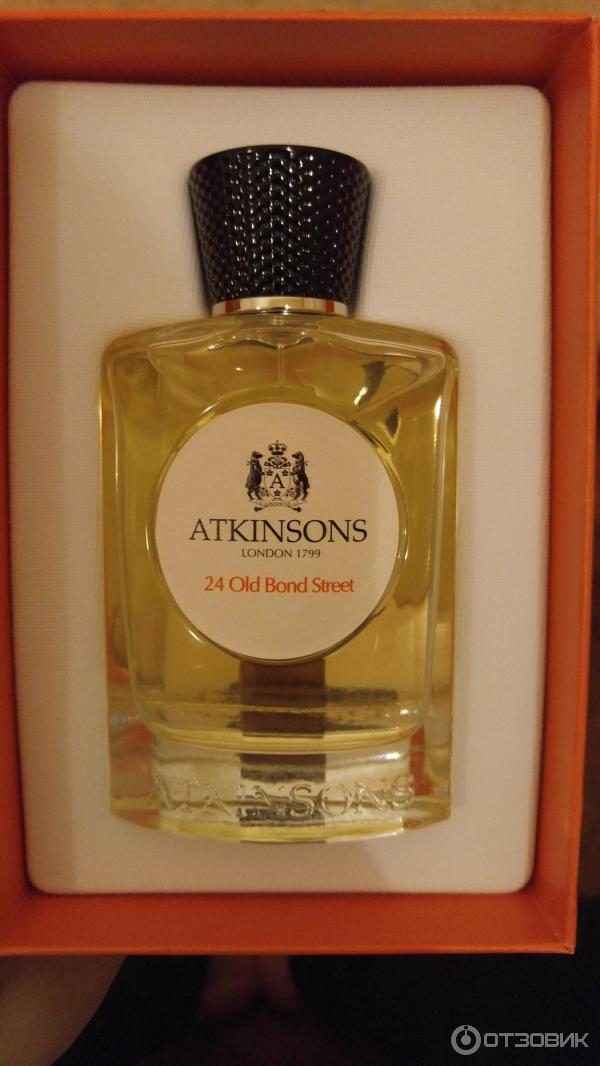 A
ATKINSONS
LONDON 1799
24 Old Bond Street
ATKINSONS
ОТЗОВИК